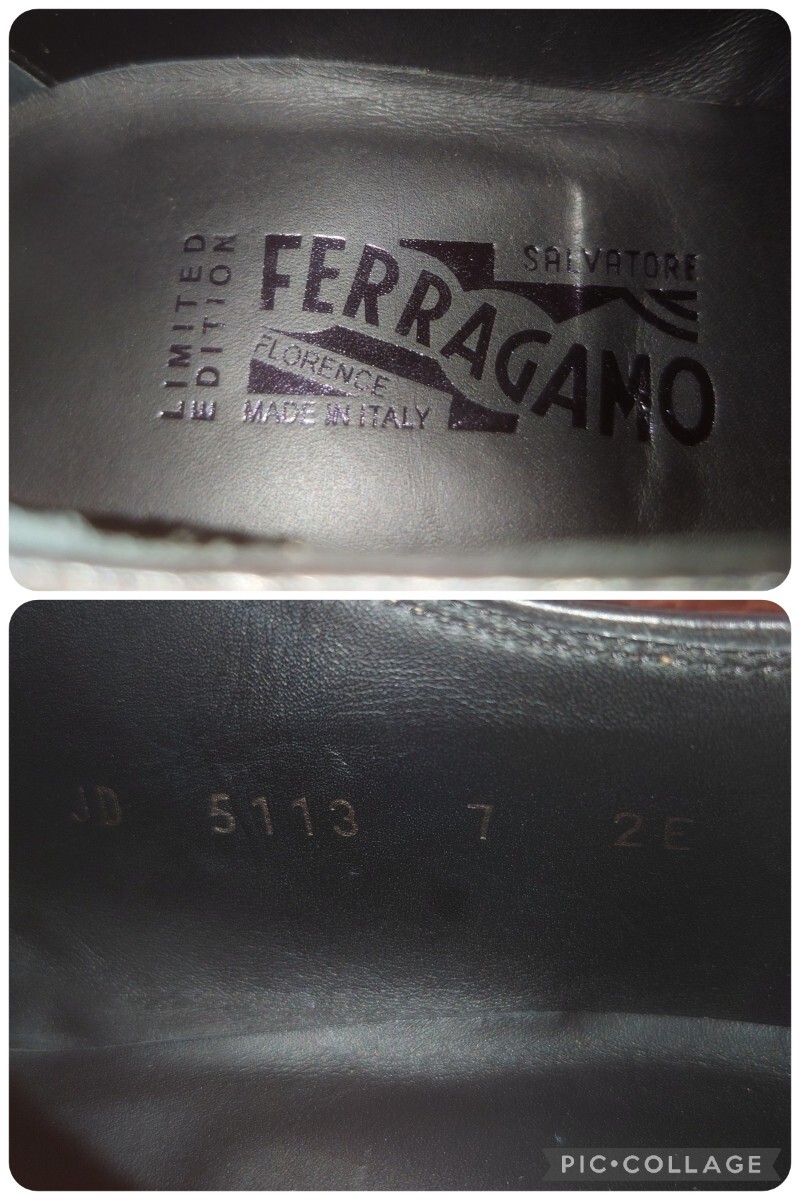 LIMITED
EDITION
SALVATORE
FERRAGAMO
FLORENCE
MADE IN ITALY
JD 5113 7 2E
PIC•COLLAGE